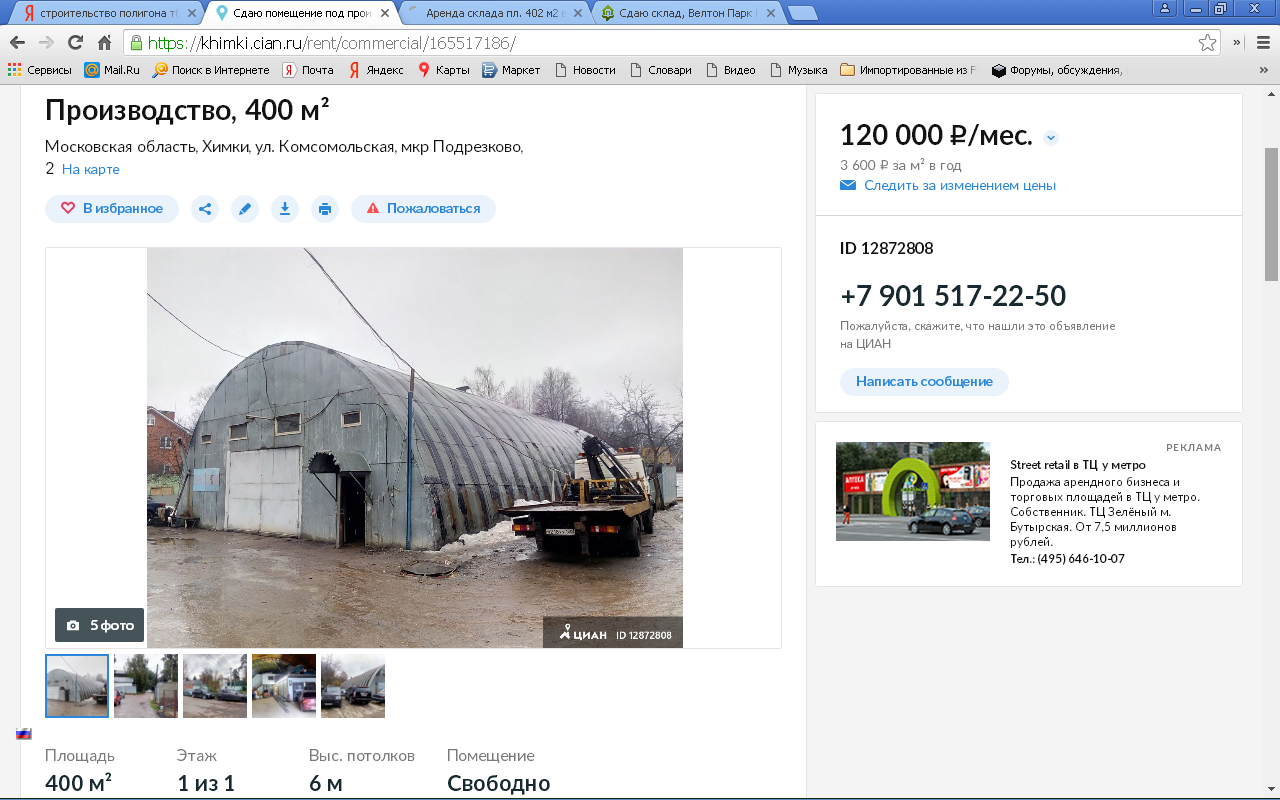 строительство полигона тб
Сдаю помещение под прои
Аренда склада пл. 402 м2 в
Сдаю склад, Велтон Парк
https://khimki.cian.ru/rent/commercial/165517186/
Сервисы
Mail.Ru
Поиск в Интернете
Почта
Яндекс
Карты
Маркет
Новости
Словари
Видео
Музыка
Импортированные из F
Форумы, обсуждения,
Производство, 400 м²
Московская область, Химки, ул. Комсомольская, мкр Подрезково,
2 На карте
В избранное
Пожаловаться
5 фото
ЦИАН ID 12872808
Площадь
400 м²
Этаж
1 из 1
Выс. потолков
6 м
Помещение
Свободно
120 000 ₽/мес.
3 600 ₽ за м² в год
Следить за изменением цены
ID 12872808
+7 901 517-22-50
Пожалуйста, скажите, что нашли это объявление
на ЦИАН
Написать сообщение
РЕКЛАМА
АПТЕКА
Street retail в ТЦ у метро
Продажа арендного бизнеса и
торговых площадей в ТЦ у метро.
Собственник. ТЦ Зелёный м.
Бутырская. От 7,5 миллионов
рублей.
Тел.: (495) 646-10-07